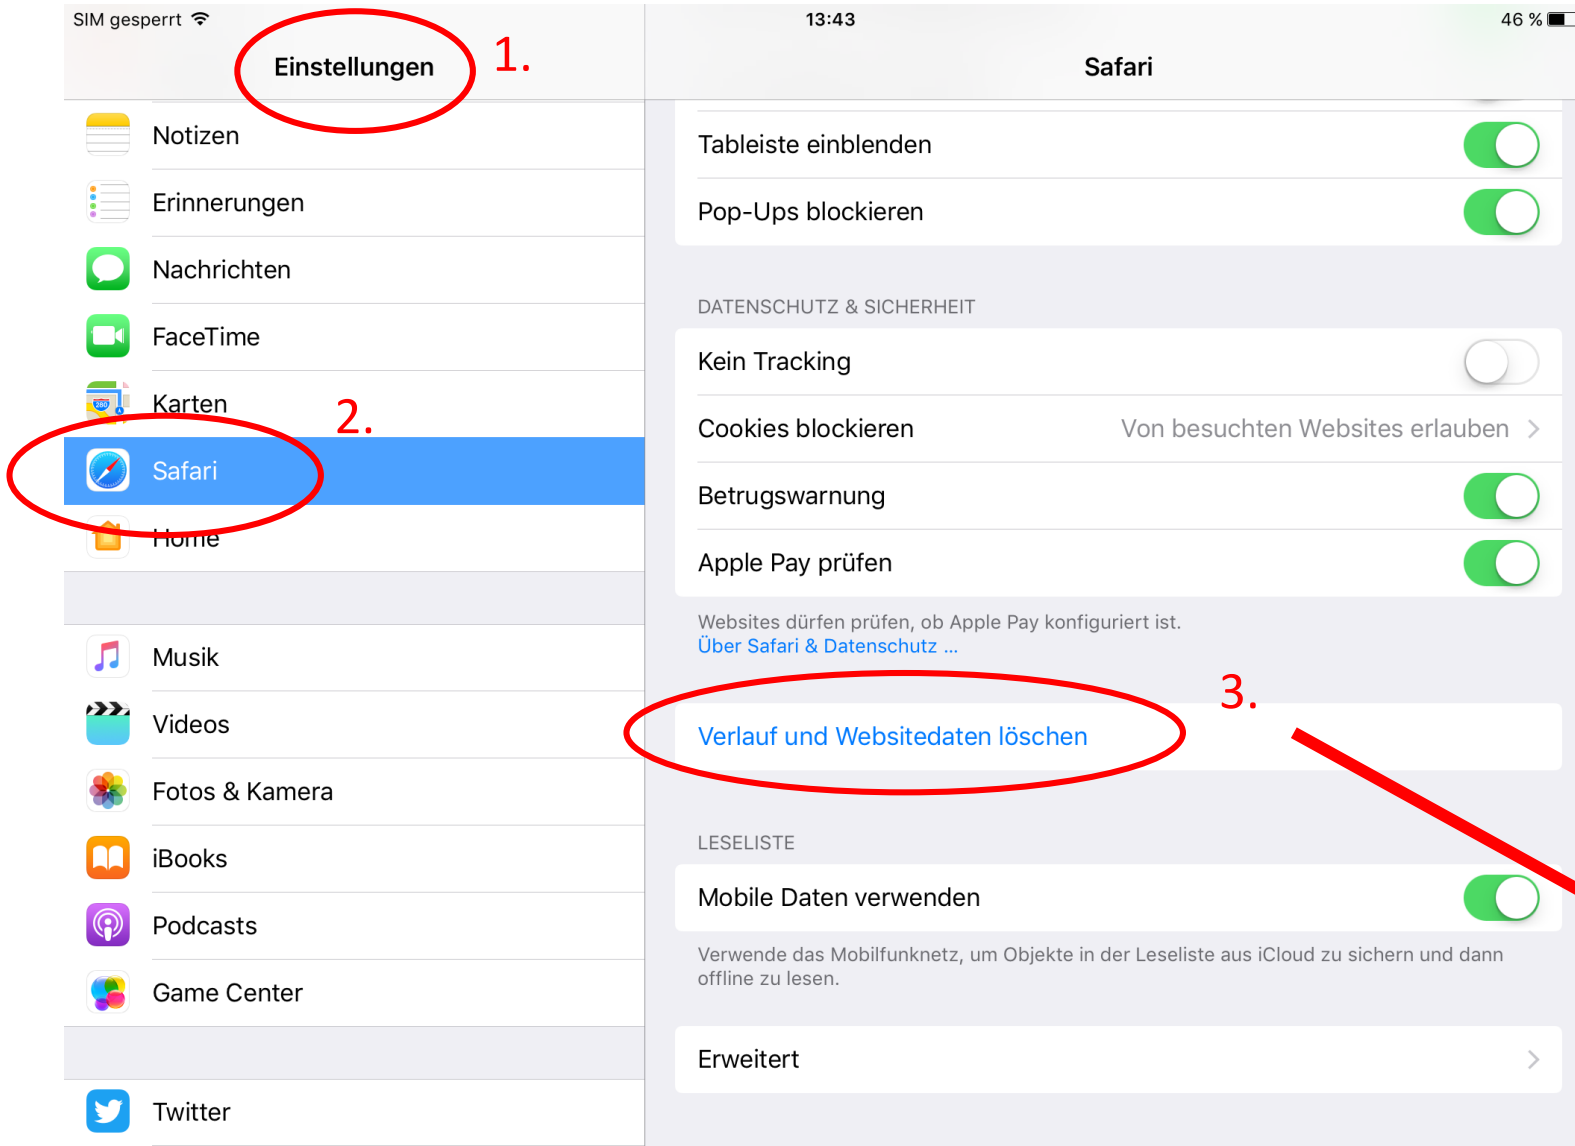 SIM gesperrt
13:43
46 %
Einstellungen
1.
Safari
Notizen
Erinnerungen
Nachrichten
FaceTime
280
Karten
2.
Safari
Home
Musik
Videos
Fotos & Kamera
iBooks
Podcasts
Game Center
Twitter
Tableiste einblenden
Pop-Ups blockieren
DATENSCHUTZ & SICHERHEIT
Kein Tracking
Cookies blockieren Von besuchten Websites erlauben
Betrugswarnung
Apple Pay prüfen
Websites dürfen prüfen, ob Apple Pay konfiguriert ist.
Über Safari & Datenschutz ...
3.
Verlauf und Websitedaten löschen
LESELISTE
Mobile Daten verwenden
Verwende das Mobilfunknetz, um Objekte in der Leseliste aus iCloud zu sichern und dann
offline zu lesen.
Erweitert